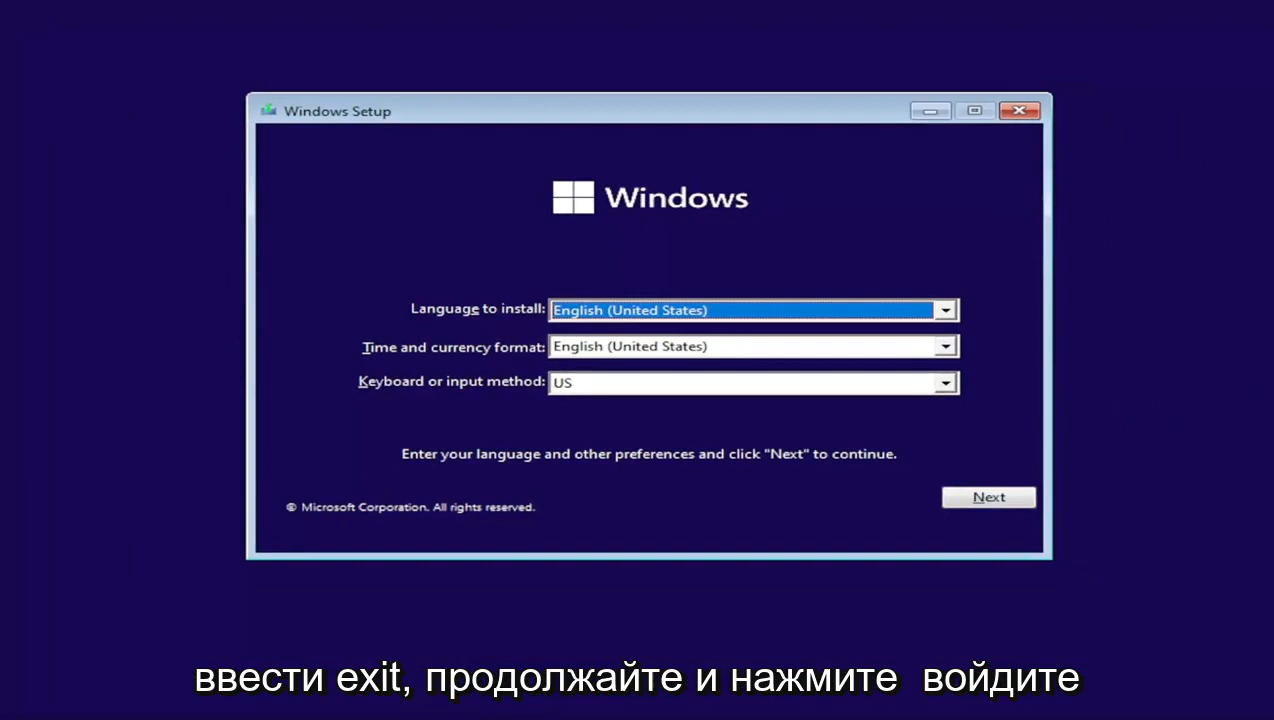 Windows Setup
Windows
Language to install: English (United States)
Time and currency format: English (United States)
Keyboard or input method: US
Enter your language and other preferences and click "Next" to continue.
Next
© Microsoft Corporation. All rights reserved.
ввести exit, продолжайте и нажмите войдите